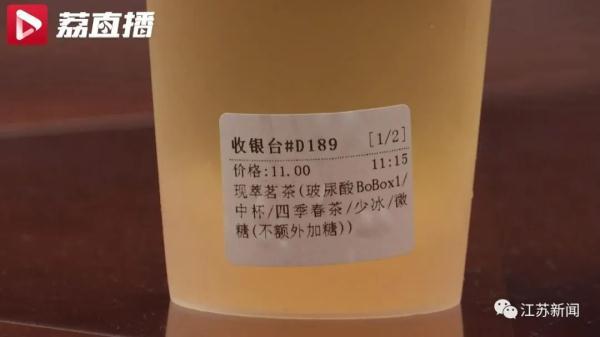 荔直播
收银台#D189 [1/2]
价格:11.00 11:15
现萃茗茶(玻尿酸BoBox1/
中杯/四季春茶/少冰/微
糖(不额外加糖))
江苏新闻